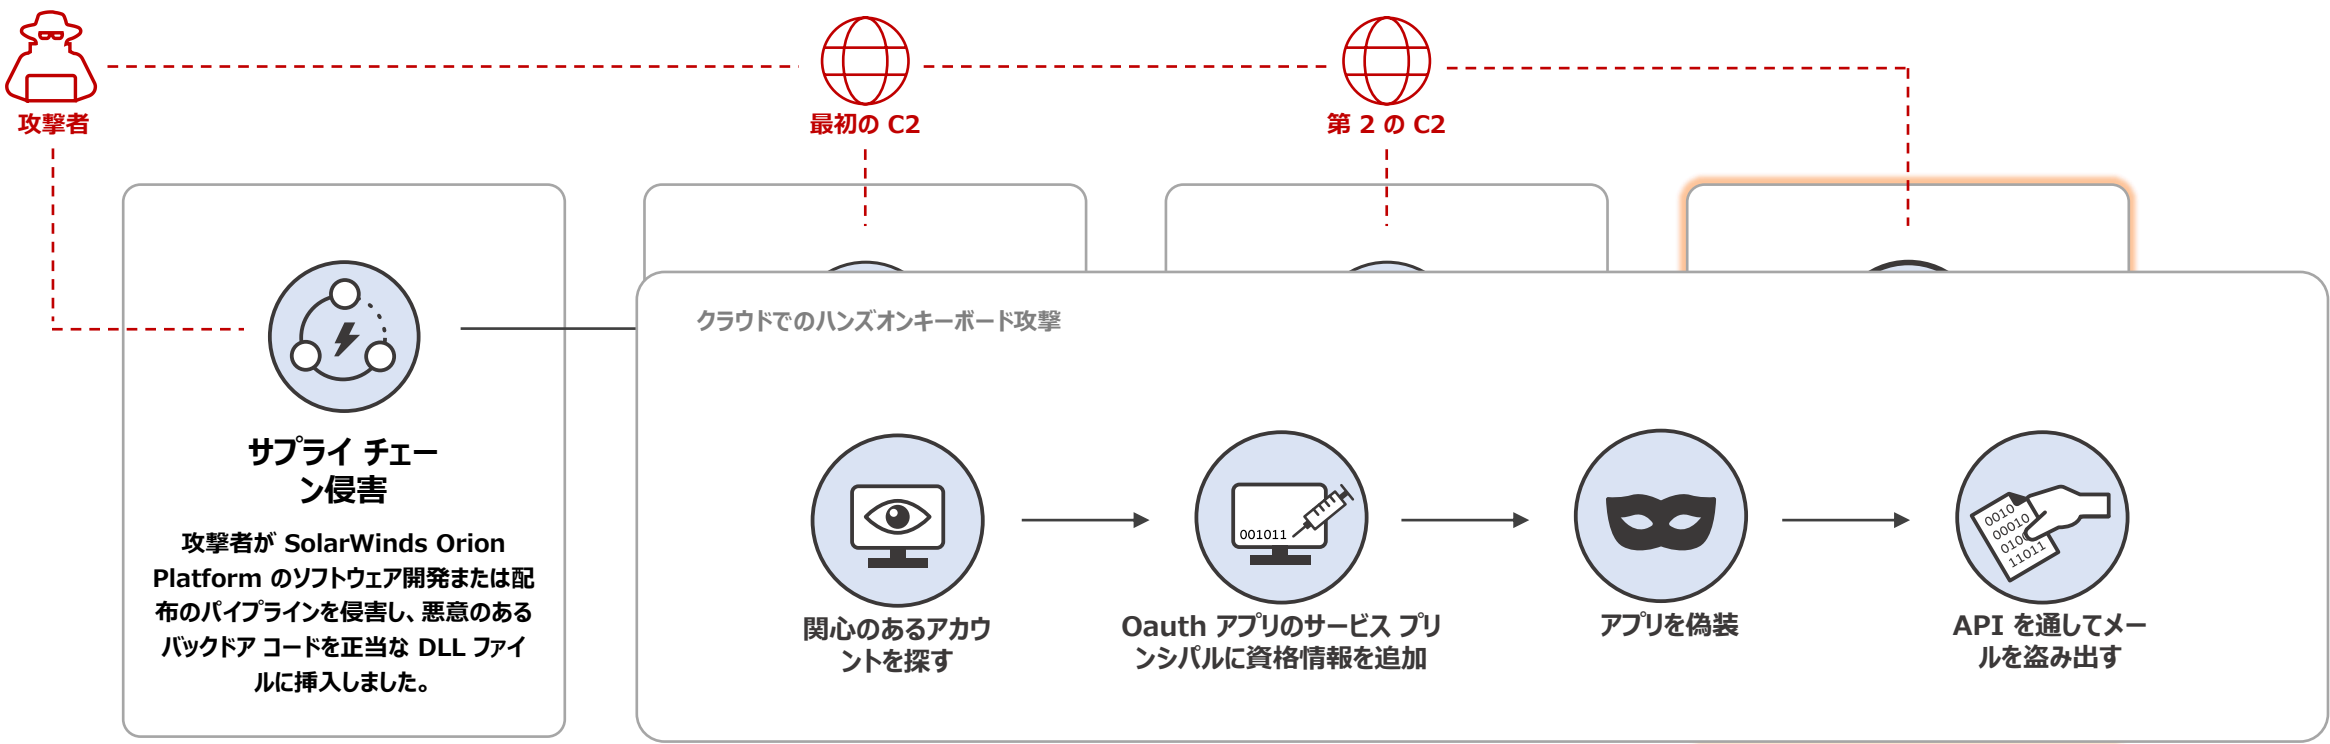 攻撃者
最初の C2
第 2 の C2
サプライ チェー
ン侵害
攻撃者が SolarWinds Orion
Platform のソフトウェア開発または配
布のパイプラインを侵害し、悪意のある
バックドア コードを正当な DLL ファイ
ルに挿入しました。
クラウドでのハンズオンキーボード攻撃
関心のあるアカウ
ントを探す
001011
Oauth アプリのサービス プリ
ンシパルに資格情報を追加
アプリを偽装
0010
00010
010
11011
API を通してメー
ルを盗み出す